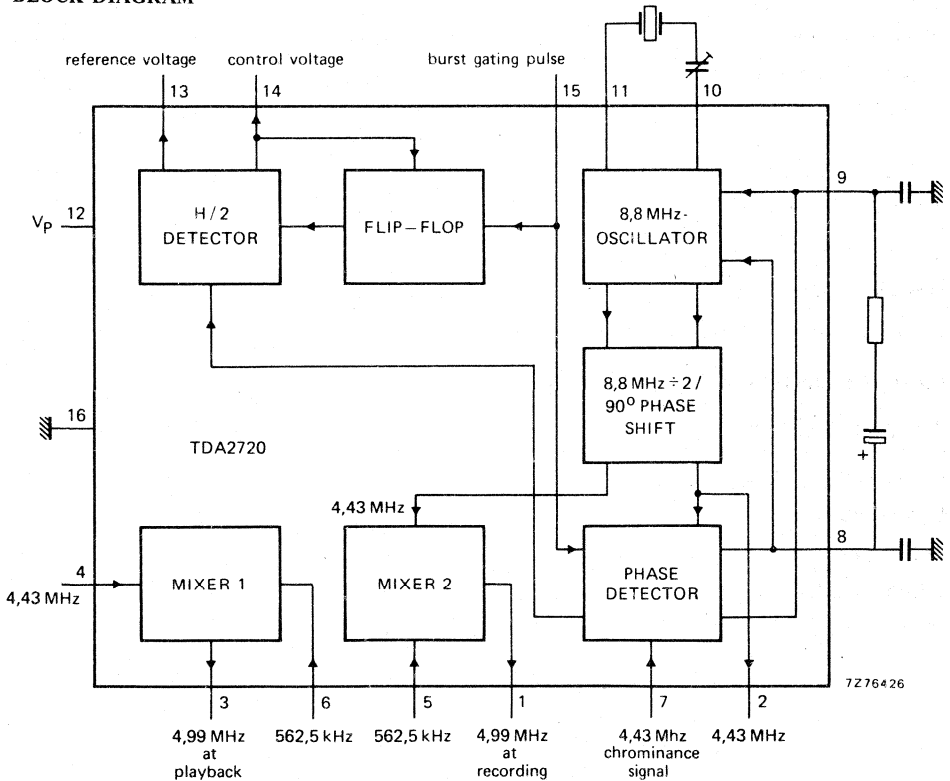 BLOCK DIAGRAM
reference voltage
control voltage
burst gating pulse
13
14
15
11
10
H/2
DETECTOR
FLIP–FLOP
8,8 MHz-
OSCILLATOR
9
VP
12
8,8 MHz ÷ 2 /
90° PHASE
SHIFT
16
TDA2720
+
4,43 MHz
4
4,43 MHz
MIXER 1
MIXER 2
PHASE
DETECTOR
8
7Z76426
3
6
5
1
7
2
4,99 MHz
at
playback
562,5 kHz
562,5 kHz
4,99 MHz
at
recording
4,43 Mhz
chrominance
signal
4,43 MHz